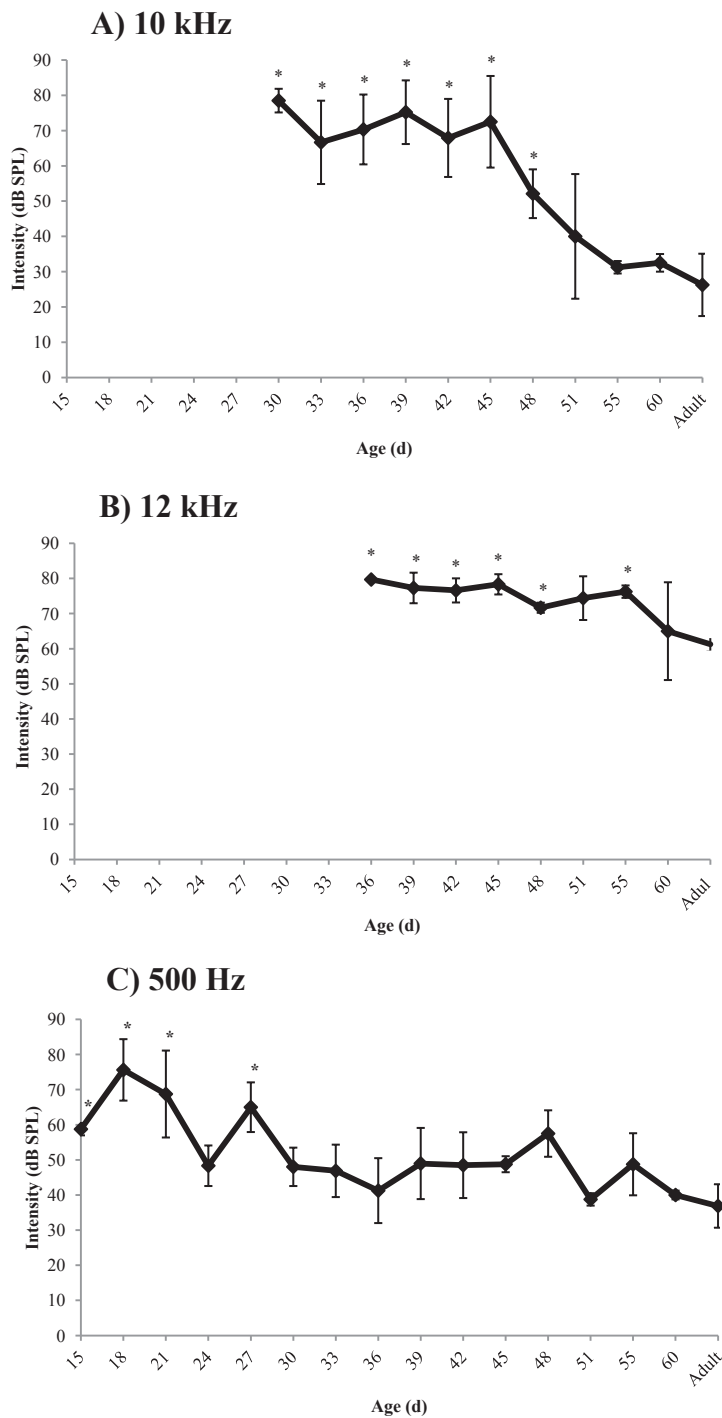 A) 10 kHz
* * * * * * *
90
80
70
60
50
40
30
20
10
0
Intensity (dB SPL)
15 18 21 24 27 30 33 36 39 42 45 48 51 55 60 Adult
Age (d)
B) 12 kHz
* * * * * *
90
80
70
60
50
40
30
20
10
0
Intensity (dB SPL)
15 18 21 24 27 30 36 39 42 45 48 51 55 60 Adul
Age (d)
C) 500 Hz
* * * *
90
80
70
60
50
40
30
20
10
0
Intensity (dB SPL)
15 18 21 24 27 30 33 36 39 42 45 48 51 55 60 Adult
Age (d)